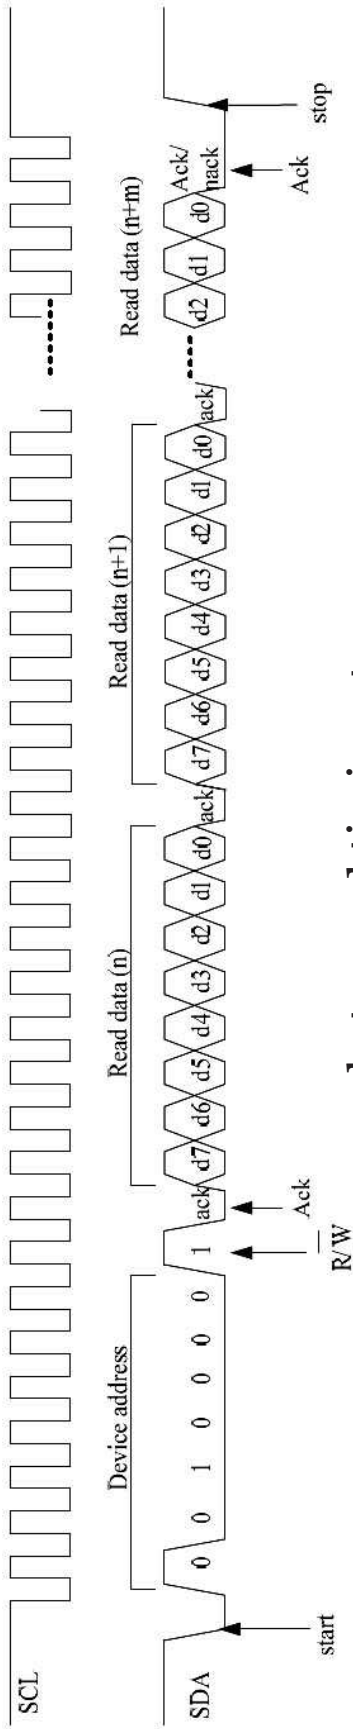 SCL
Device address
Read data (n)
Read data (n+1)
Read data (n+m)
SDA
0 0 1 0 0 0 0 1 ack d7 d6 d5 d4 d3 d2 d1 d0 ack d7 d6 d5 d4 d3 d2 d1 d0 ack d2 d1 d0 Ack/
nack
start
R/W
Ack
Ack
stop